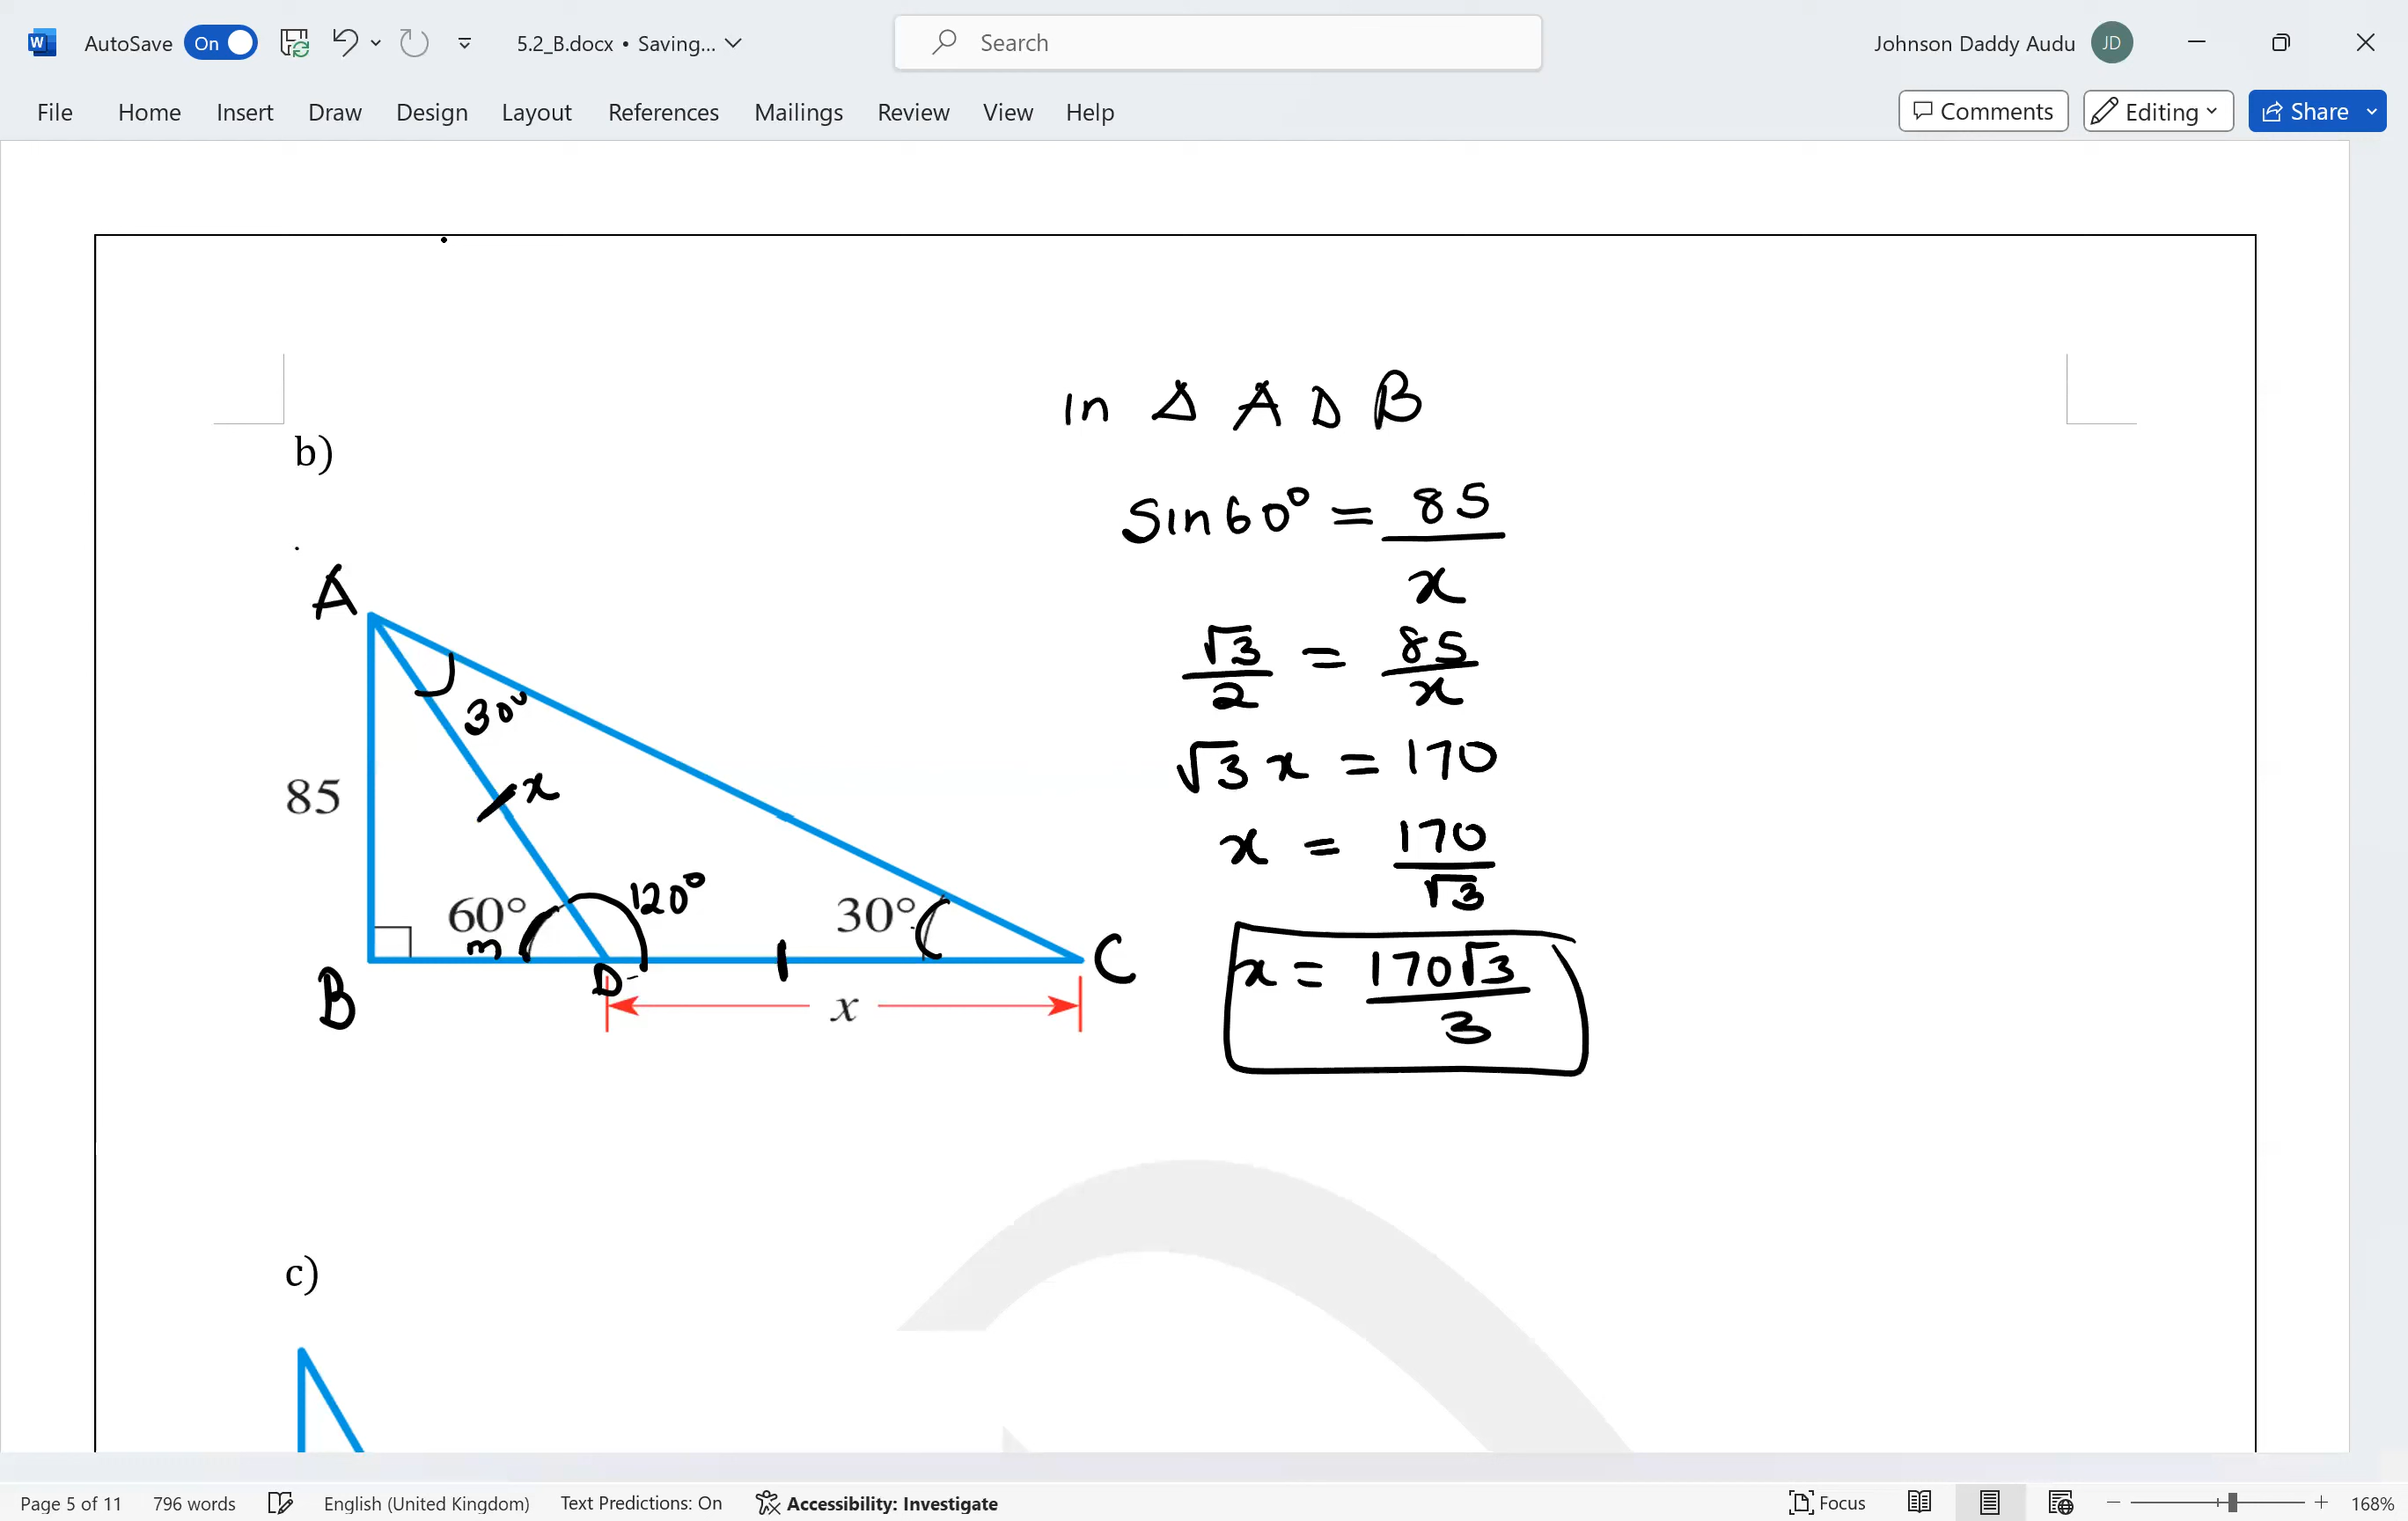 AutoSave On 5.2_B.docx • Saving... Search Johnson Daddy Audu JD
File Home Insert Draw Design Layout References Mailings Review View Help Comments Editing Share
b)
A
85
30°
x
60°
m
120°
30°
B
D
C
x
in Δ A D B
Sin60° = 85/x
√3/2 = 85/x
√3 x = 170
x = 170/√3
x = 170√3/3
c)
Page 5 of 11 796 words English (United Kingdom) Text Predictions: On Accessibility: Investigate Focus 168%